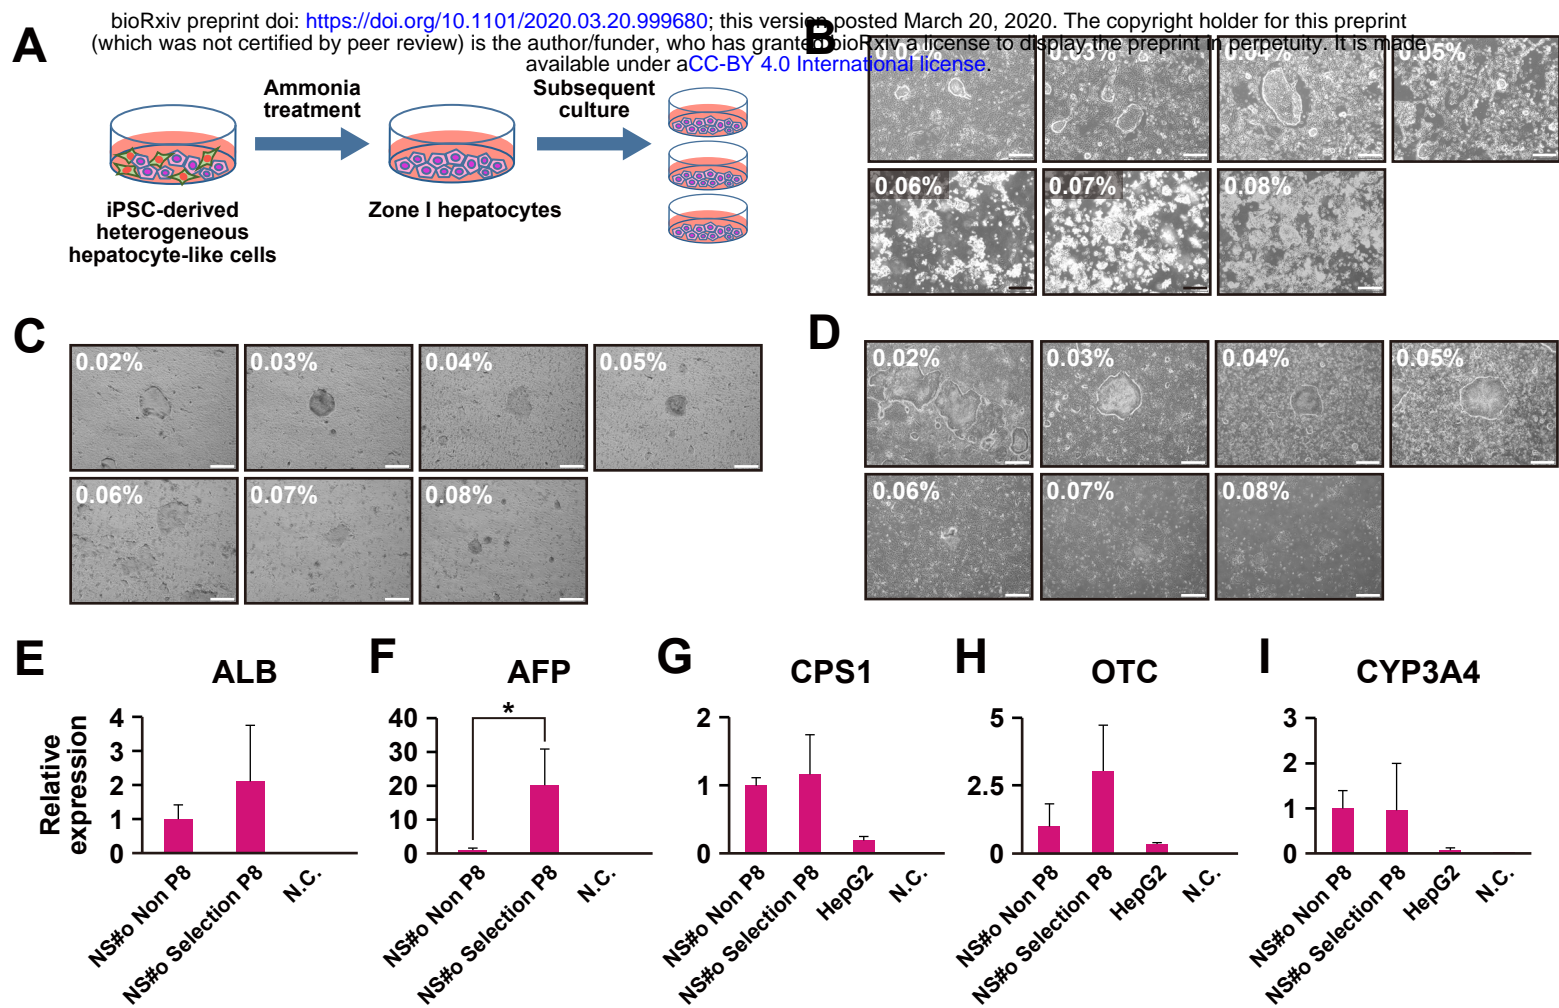 bioRxiv preprint doi: https://doi.org/10.1101/2020.03.20.999680; this version posted March 20, 2020. The copyright holder for this preprint
(which was not certified by peer review) is the author/funder, who has granted bioRxiv a license to display the preprint in perpetuity. It is made
available under aCC-BY 4.0 International license.
A
Ammonia
treatment
Subsequent
culture
iPSC-derived
heterogeneous
hepatocyte-like cells
Zone I hepatocytes
B
0.02% 0.03% 0.04% 0.05%
0.06% 0.07% 0.08%
C
0.02% 0.03% 0.04% 0.05%
0.06% 0.07% 0.08%
D
0.02% 0.03% 0.04% 0.05%
0.06% 0.07% 0.08%
E
ALB
Relative
expression
4
3
2
1
0
NS#o Non P8
NS#o Selection P8
N.C.
F
AFP
*
40
30
20
10
0
NS#o Non P8
NS#o Selection P8
N.C.
G
CPS1
2
1
0
NS#o Non P8
NS#o Selection P8
HepG2
N.C.
H
OTC
5
2.5
0
NS#o Non P8
NS#o Selection P8
HepG2
N.C.
I
CYP3A4
3
2
1
0
NS#o Non P8
NS#o Selection P8
HepG2
N.C.